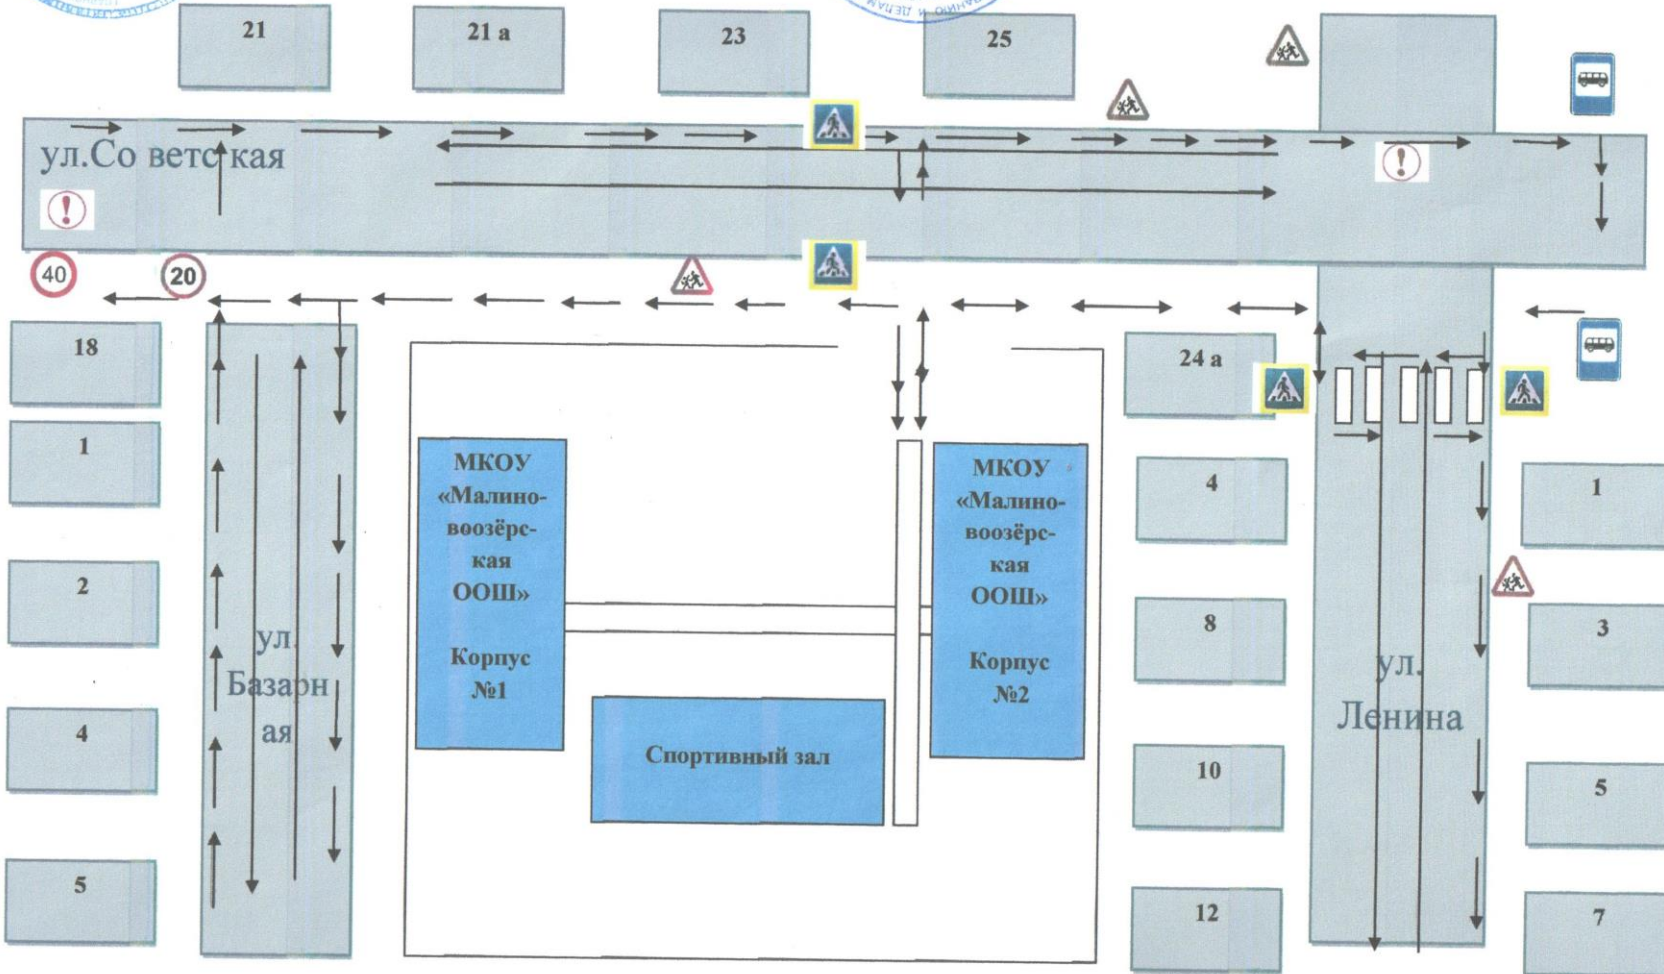 21
21 а
23
25
ул.Со ветс кая
40
20
18
1
2
4
5
ул.
Базарн
ая
МКОУ
«Малино-
воозёрс-
кая
ООШ»
Корпус
№1
Спортивный зал
МКОУ
«Малино-
воозёрс-
кая
ООШ»
Корпус
№2
24 а
4
8
10
12
ул.
Ленина
1
3
5
7